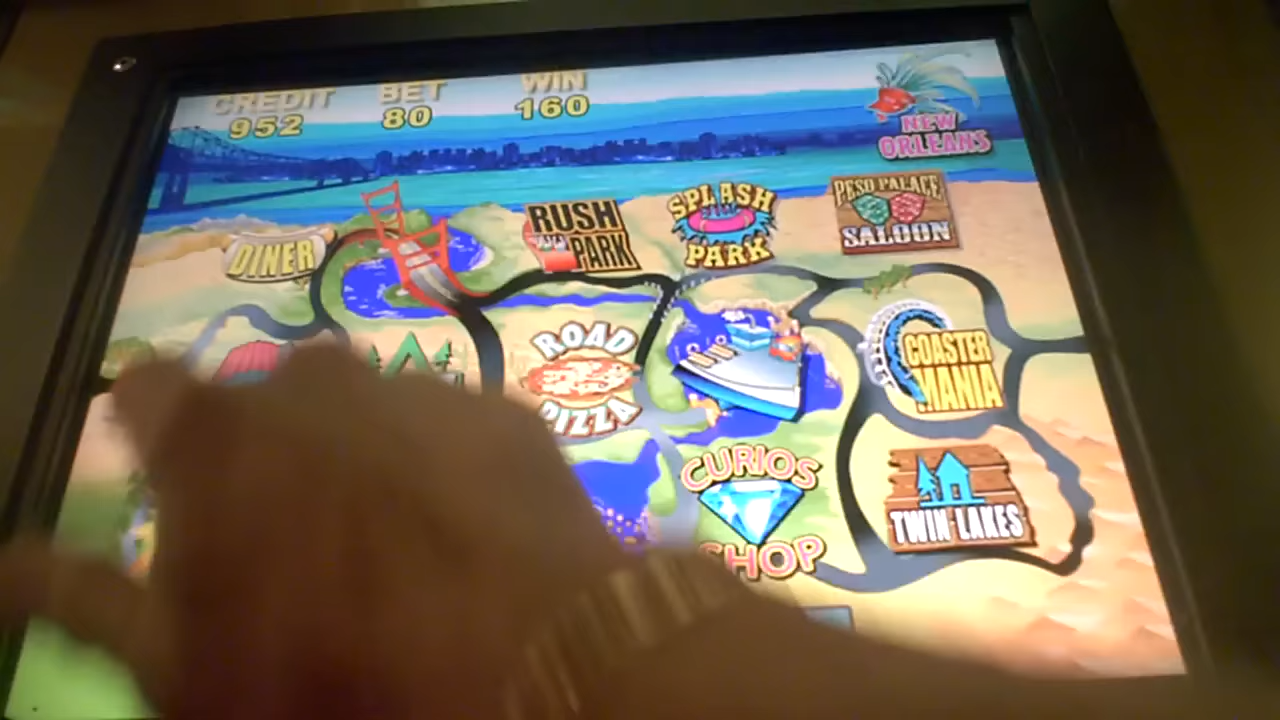 CREDIT BET WIN
952 80 160
NEW
ORLEANS
DINER
RUSH
PARK
SPLASH
PARK
PESO PALACE
SALOON
ROAD
PIZZA
COASTER
MANIA
CURIOS
SHOP
TWIN LAKES